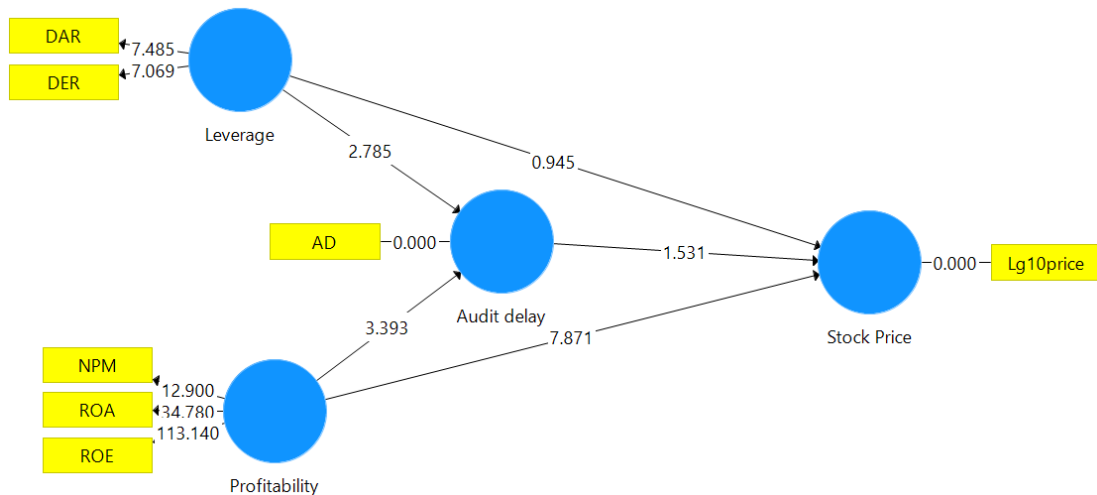 DAR
7.485
DER
7.069
Leverage
2.785
0.945
AD
0.000
Audit delay
1.531
0.000
Lg10price
Stock Price
3.393
7.871
NPM
12.900
ROA
34.780
ROE
113.140
Profitability